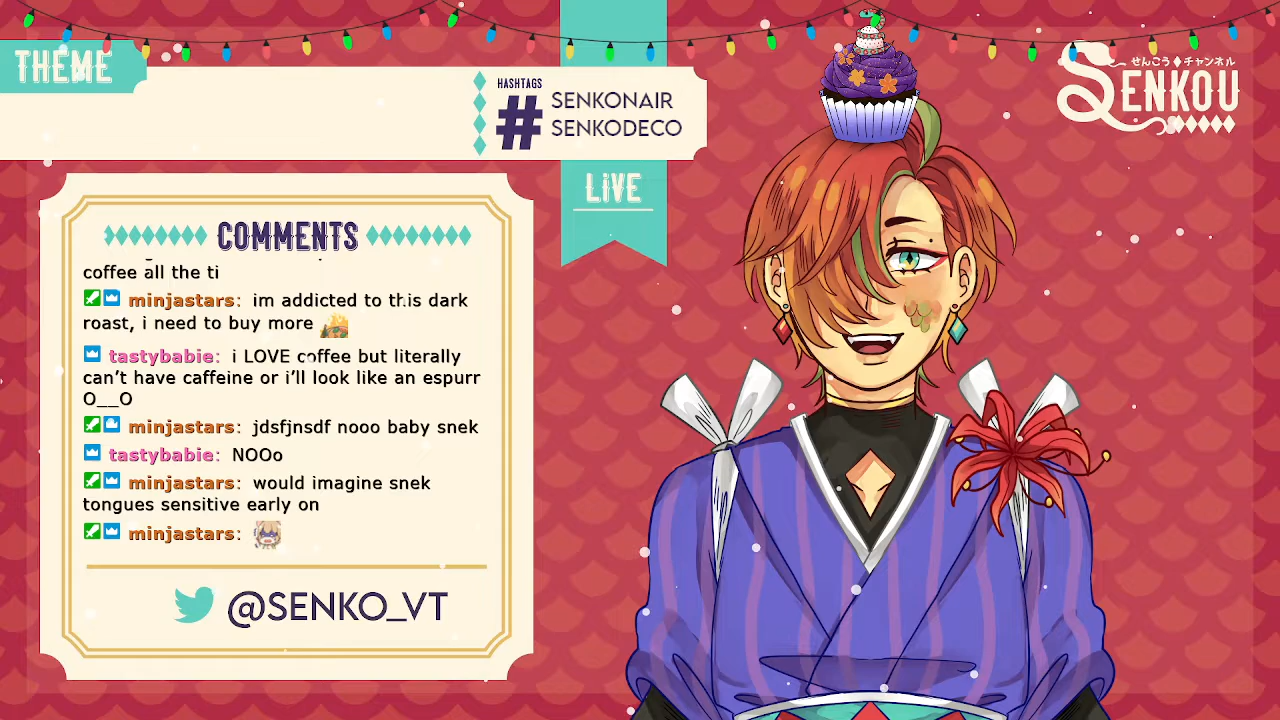 THEME
HASHTAGS
#
SENKONAIR
SENKODECO
せんこう♦チャンネル
SENKOU
LiVE
COMMENTS
coffee all the ti
minjastars: im addicted to this dark
roast, i need to buy more
tastybabie: i LOVE coffee but literally
can't have caffeine or i'll look like an espurr
O__O
minjastars: jdsfjnsdf nooo baby snek
tastybabie: NOOo
minjastars: would imagine snek
tongues sensitive early on
minjastars:
@SENKO_VT